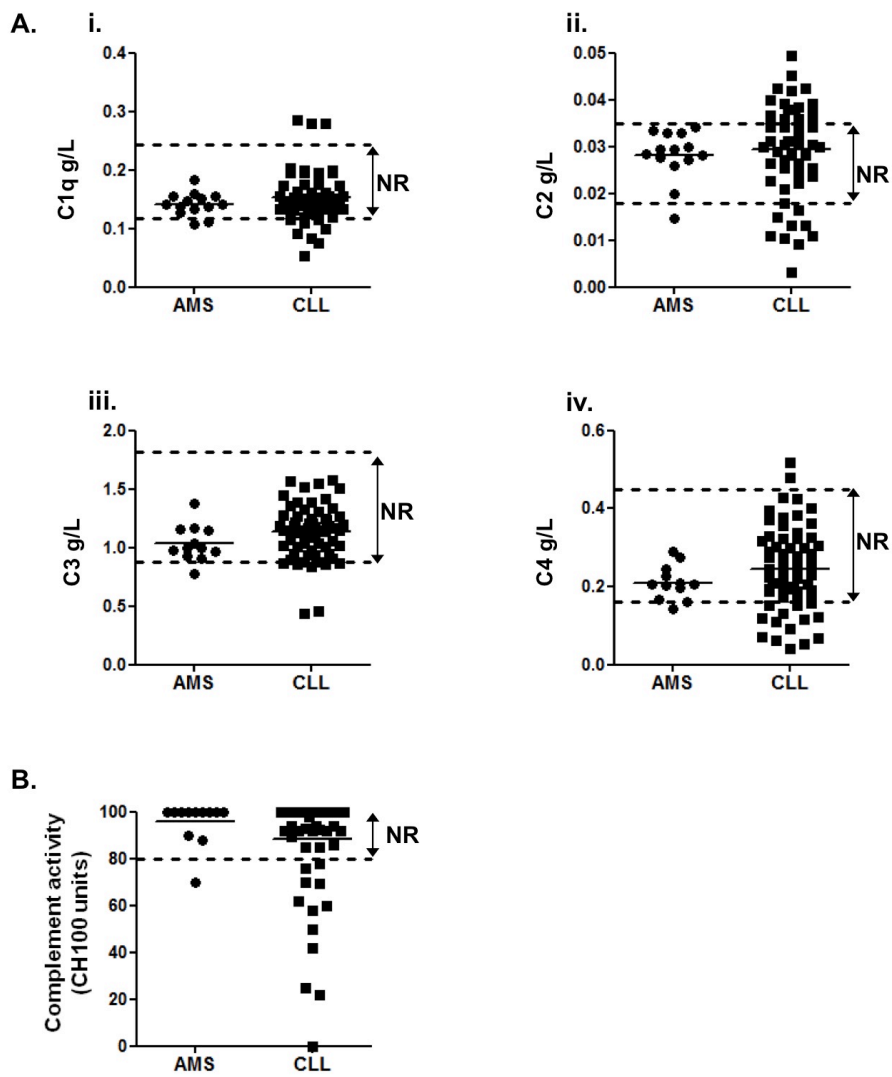 A.
i.
0.4
0.3
0.2
0.1
0.0
C1q g/L
NR
AMS CLL
ii.
0.05
0.04
0.03
0.02
0.01
0.00
C2 g/L
NR
AMS CLL
iii.
2.0
1.5
1.0
0.5
0.0
C3 g/L
NR
AMS CLL
iv.
0.6
0.4
0.2
0.0
C4 g/L
NR
AMS CLL
B.
100
80
60
40
20
0
Complement activity
(CH100 units)
NR
AMS CLL